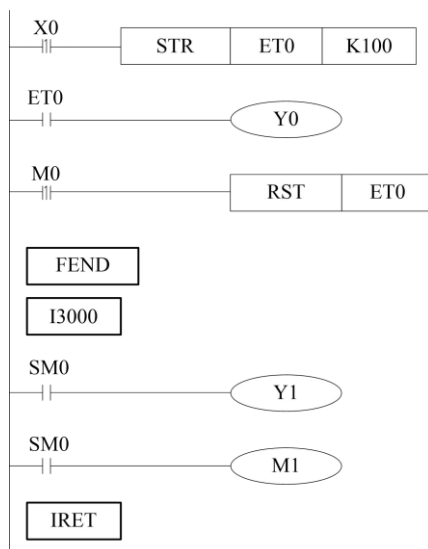 X0
STR ET0 K100
ET0
Y0
M0
RST ET0
FEND
I3000
SM0
Y1
SM0
M1
IRET